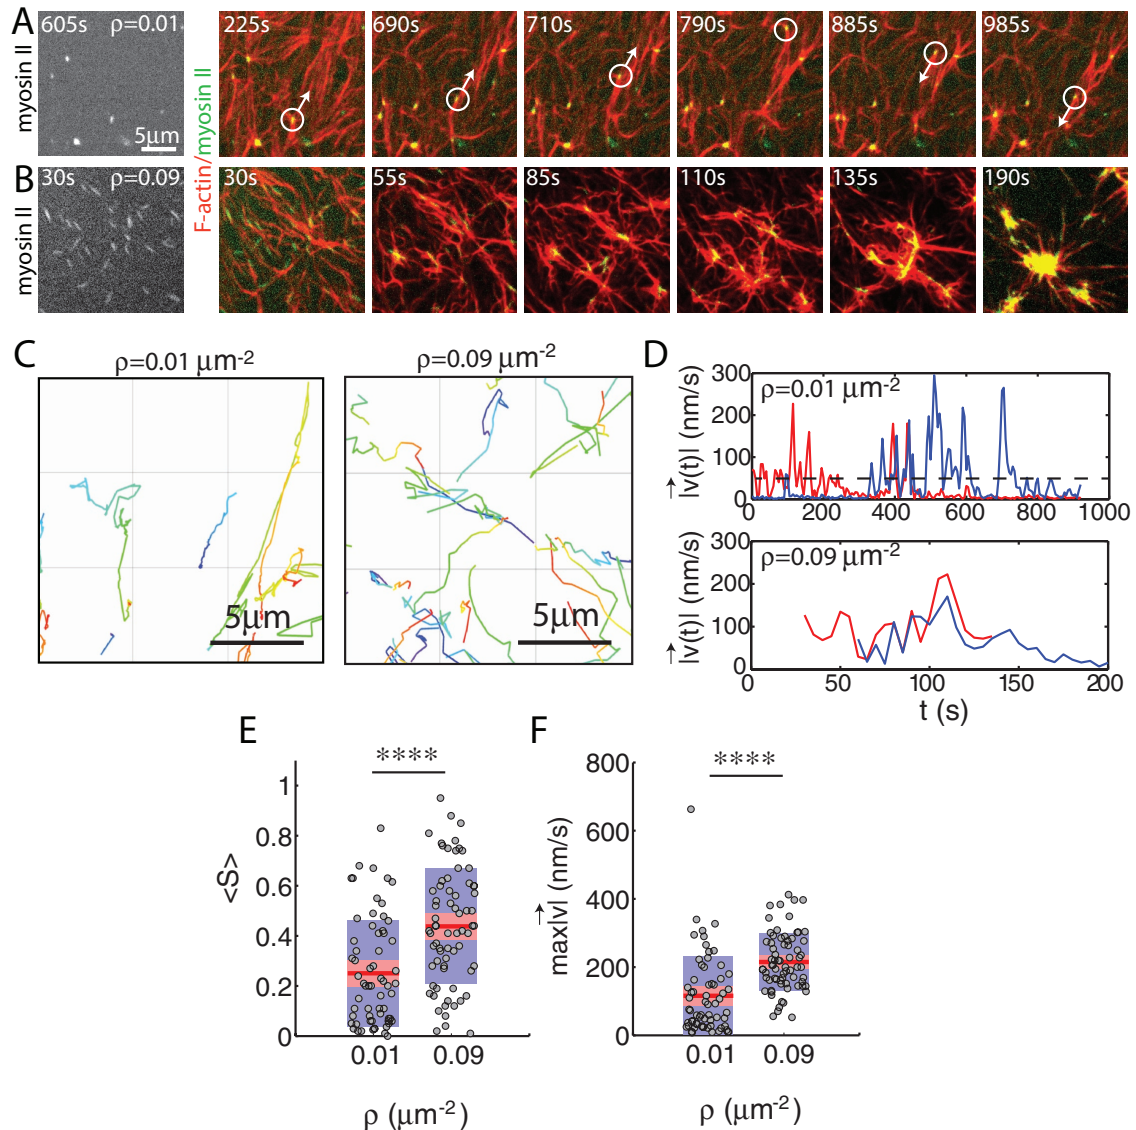 A
myosin II
605s ρ=0.01
5μm
F-actin/myosin II
225s
690s
710s
790s
885s
985s
B
myosin II
30s ρ=0.09
30s
55s
85s
110s
135s
190s
C
ρ=0.01 μm-2
5μm
ρ=0.09 μm-2
5μm
D
|v(t)| (nm/s)
300
200
100
0
ρ=0.01 μm-2
0 200 400 600 800 1000
|v(t)| (nm/s)
300
200
100
0
ρ=0.09 μm-2
0 50 100 150 200
t (s)
E
****
<S>
1
0.8
0.6
0.4
0.2
0
0.01 0.09
ρ (μm-2)
F
****
max|v| (nm/s)
800
600
400
200
0
0.01 0.09
ρ (μm-2)